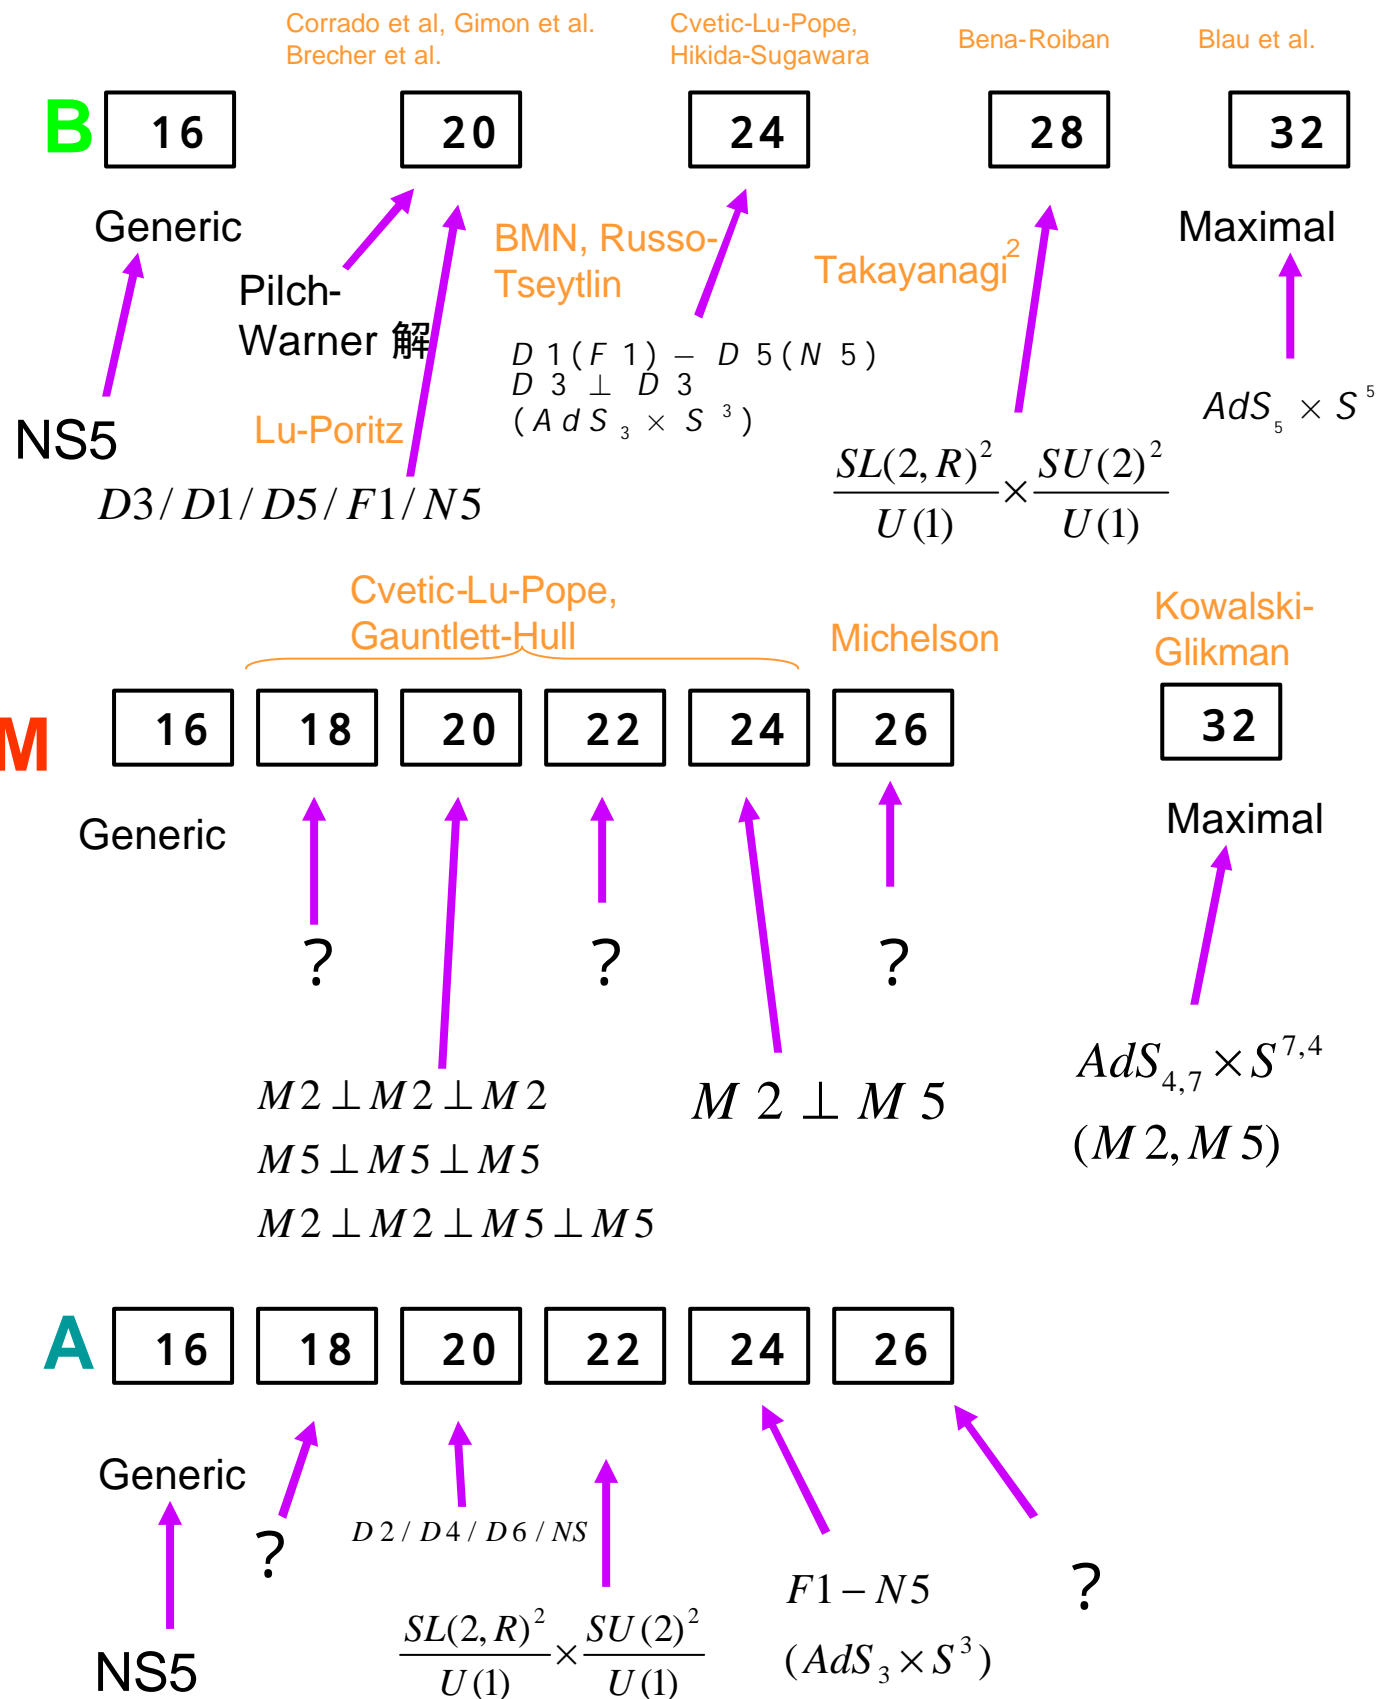 Corrado et al, Gimon et al.
Brecher et al.
Cvetic-Lu-Pope,
Hikida-Sugawara
Bena-Roiban
Blau et al.
B 16 20 24 28 32
Generic
Pilch-
Warner 解
BMN, Russo-
Tseytlin
Takayanagi²
Maximal
D1(F1) − D5(N5)
D3 ⊥ D3
(AdS₃ × S³)
AdS₅ × S⁵
NS5
Lu-Poritz
D3/D1/D5/F1/N5
SL(2,R)²/U(1) × SU(2)²/U(1)
Cvetic-Lu-Pope,
Gauntlett-Hull
Michelson
Kowalski-
Glikman
M 16 18 20 22 24 26 32
Generic
Maximal
? ? ?
M2 ⊥ M2 ⊥ M2
M5 ⊥ M5 ⊥ M5
M2 ⊥ M2 ⊥ M5 ⊥ M5
M2 ⊥ M5
AdS₄,₇ × S⁷,⁴
(M2, M5)
A 16 18 20 22 24 26
Generic
?
D2/D4/D6/NS
?
NS5
SL(2,R)²/U(1) × SU(2)²/U(1)
F1 − N5
(AdS₃ × S³)